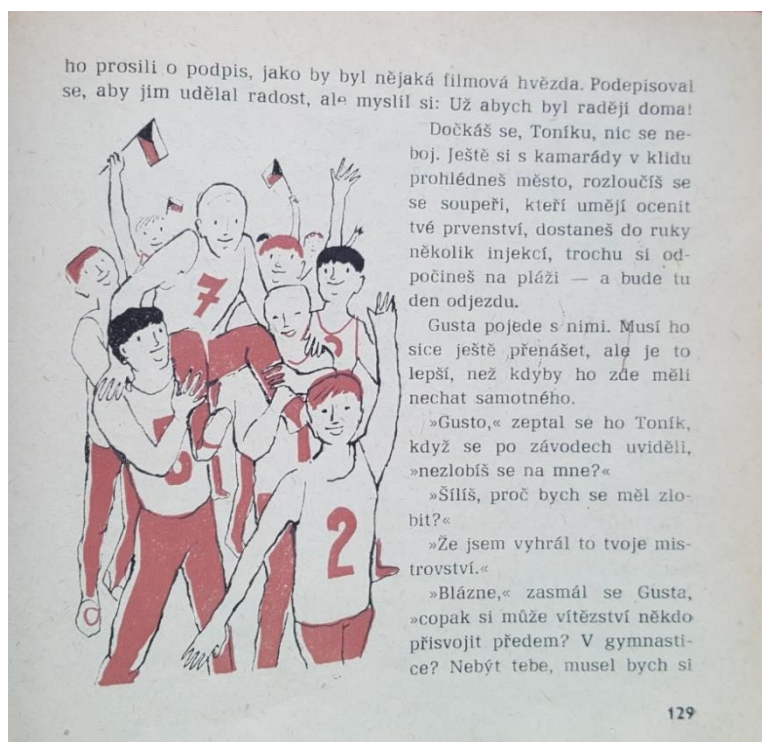 ho prosili o podpis, jako by byl nějaká filmová hvězda. Podepisoval
se, aby jim udělal radost, ale myslil si: Už abych byl raději doma!
Dočkáš se, Toníku, nic se ne-
boj. Ještě si s kamarády v klidu
prohlédneš město, rozloučíš se
se soupeři, kteří umějí ocenit
tvé prvenství, dostaneš do ruky
několik injekcí, trochu si od-
počineš na pláži — a bude tu
den odjezdu.
Gusta pojede s nimi. Musí ho
sice ještě přenášet, ale je to
lepší, než kdyby ho zde měli
nechat samotného.
»Gusto,« zeptal se ho Toník,
když se po závodech uviděli,
»nezlobíš se na mne?«
»Šílíš, proč bych se měl zlo-
bit?«
»Že jsem vyhrál to tvoje mis-
trovství.«
»Blázne,« zasmál se Gusta,
»copak si může vítězství někdo
přisvojit předem? V gymnasti-
ce? Nebýt tebe, musel bych si
7
5
1
2
129